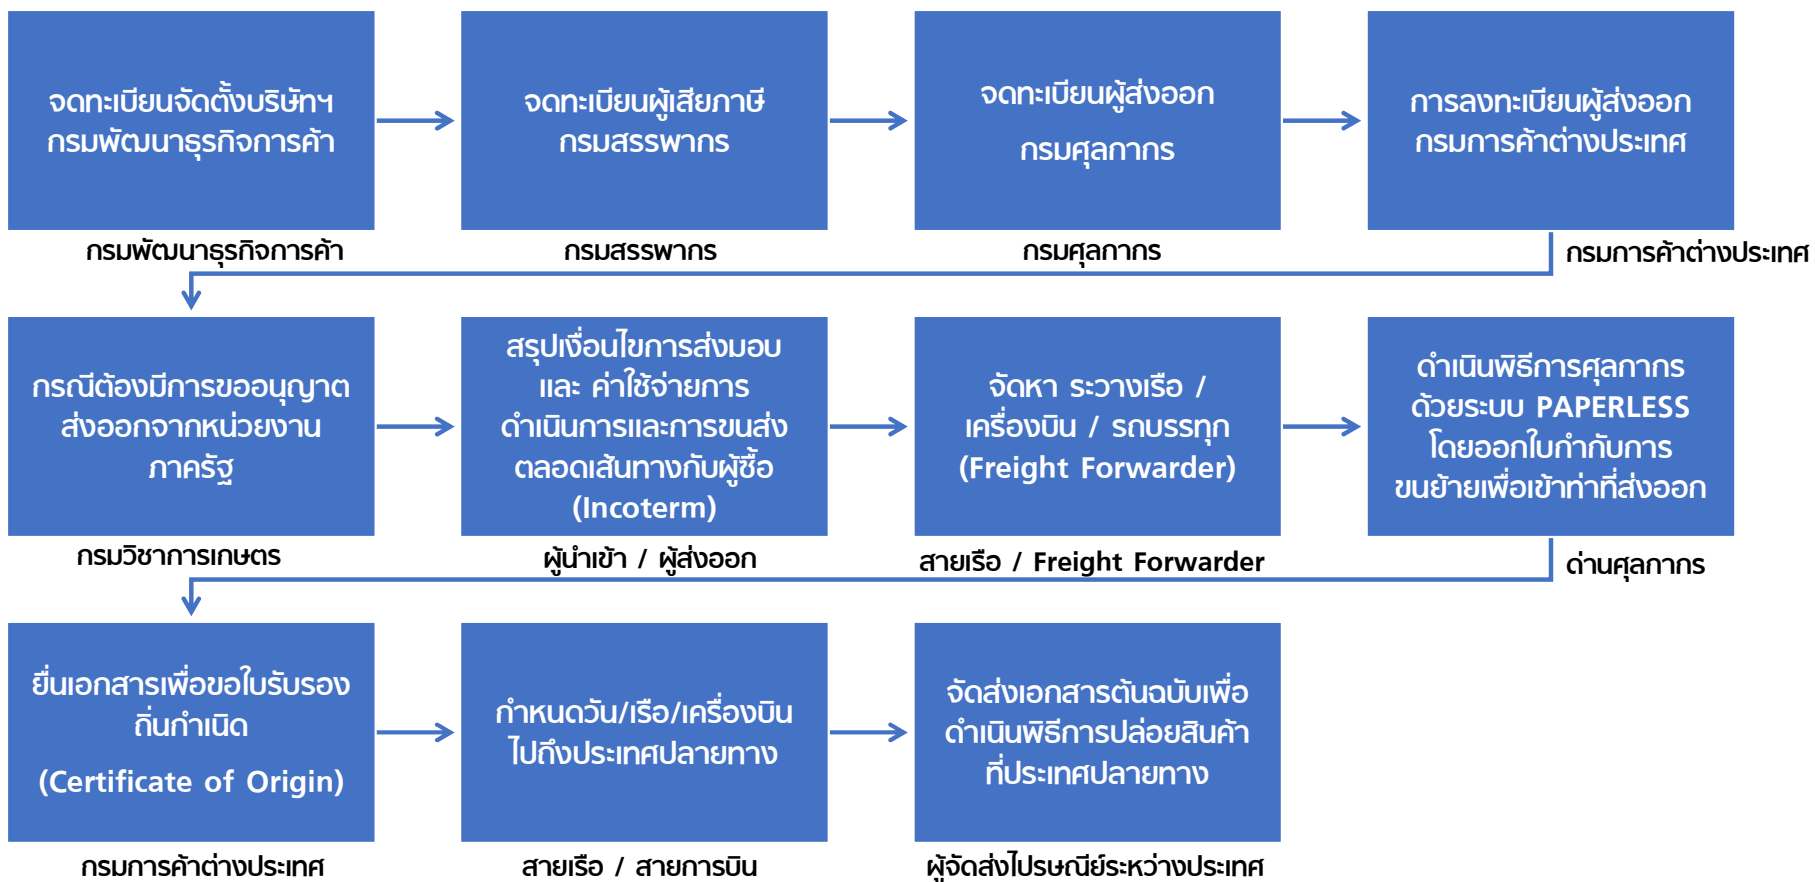 จดทะเบียนจัดตั้งบริษัทฯ
กรมพัฒนาธุรกิจการค้า
จดทะเบียนผู้เสียภาษี
กรมสรรพากร
จดทะเบียนผู้ส่งออก
กรมศุลกากร
การลงทะเบียนผู้ส่งออก
กรมการค้าต่างประเทศ
กรมพัฒนาธุรกิจการค้า
กรมสรรพากร
กรมศุลกากร
กรมการค้าต่างประเทศ
กรณีต้องมีการขออนุญาต
ส่งออกจากหน่วยงาน
ภาครัฐ
สรุปเงื่อนไขการส่งมอบ
และ ค่าใช้จ่ายการ
ดำเนินการและการขนส่ง
ตลอดเส้นทางกับผู้ซื้อ
(Incoterm)
จัดหา ระวางเรือ /
เครื่องบิน / รถบรรทุก
(Freight Forwarder)
ดำเนินพิธีการศุลกากร
ด้วยระบบ PAPERLESS
โดยออกใบกำกับการ
ขนย้ายเพื่อเข้าท่าที่ส่งออก
กรมวิชาการเกษตร
ผู้นำเข้า / ผู้ส่งออก
สายเรือ / Freight Forwarder
ด่านศุลกากร
ยื่นเอกสารเพื่อขอใบรับรอง
ถิ่นกำเนิด
(Certificate of Origin)
กำหนดวัน/เรือ/เครื่องบิน
ไปถึงประเทศปลายทาง
จัดส่งเอกสารต้นฉบับเพื่อ
ดำเนินพิธีการปล่อยสินค้า
ที่ประเทศปลายทาง
กรมการค้าต่างประเทศ
สายเรือ / สายการบิน
ผู้จัดส่งไปรษณีย์ระหว่างประเทศ